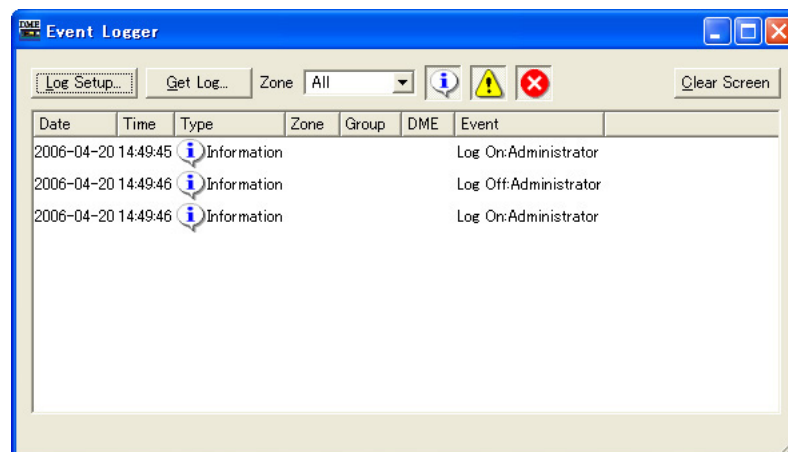 DME Event Logger
Log Setup... Get Log... Zone All Clear Screen
Date Time Type Zone Group DME Event
2006-04-20 14:49:45 Information Log On:Administrator
2006-04-20 14:49:46 Information Log Off:Administrator
2006-04-20 14:49:46 Information Log On:Administrator